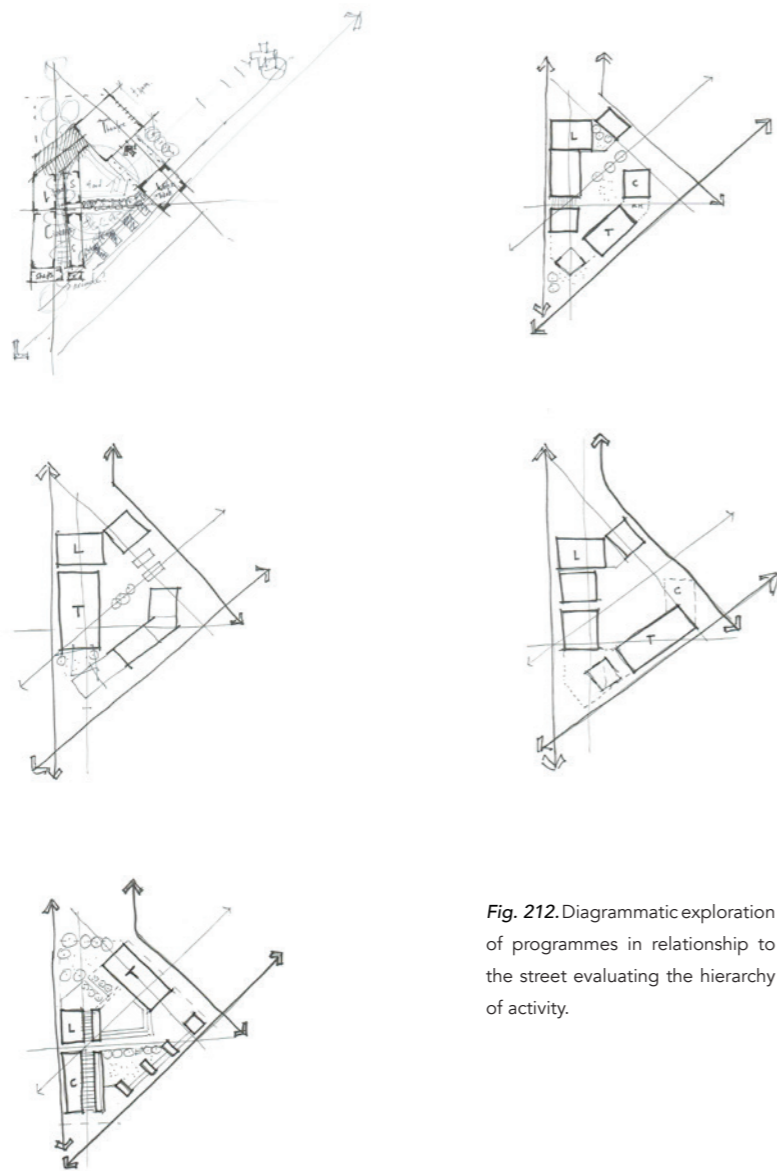 L
C
T
L
T
L
C
T
T
L
C
Fig. 212. Diagrammatic exploration
of programmes in relationship to
the street evaluating the hierarchy
of activity.